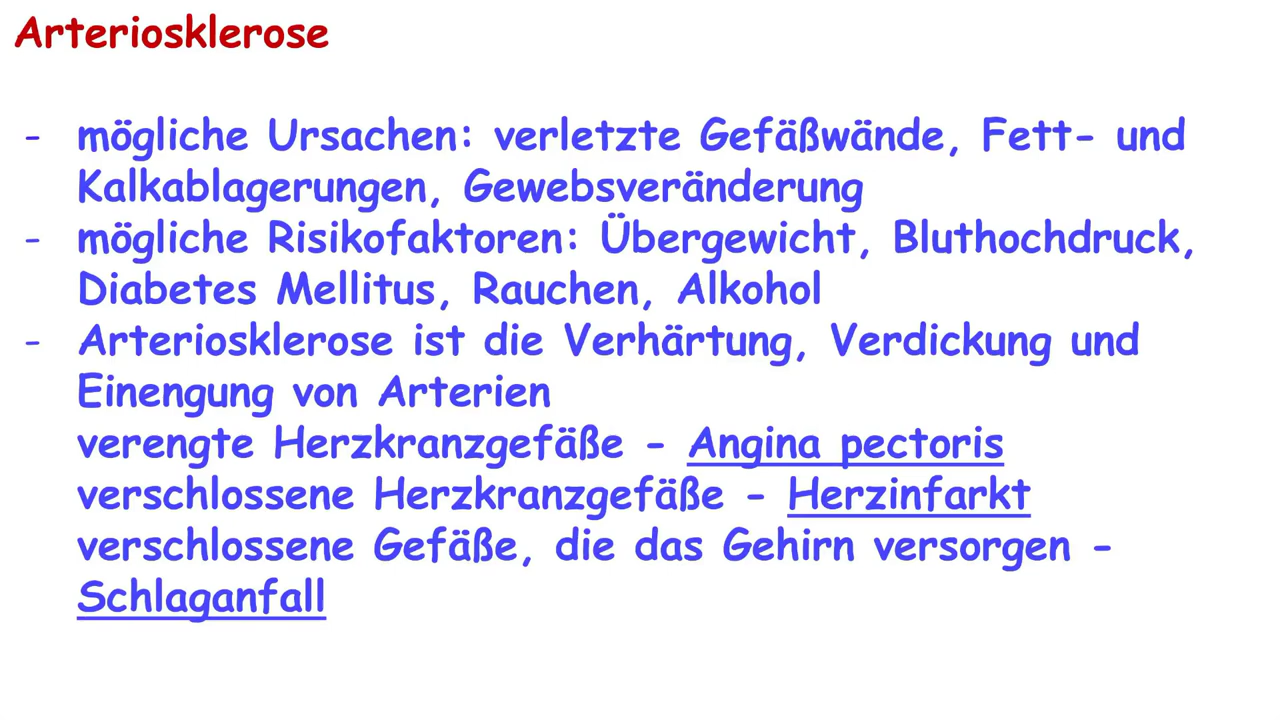 Arteriosklerose
- mögliche Ursachen: verletzte Gefäßwände, Fett- und
Kalkablagerungen, Gewebsveränderung
- mögliche Risikofaktoren: Übergewicht, Bluthochdruck,
Diabetes Mellitus, Rauchen, Alkohol
- Arteriosklerose ist die Verhärtung, Verdickung und
Einengung von Arterien
verengte Herzkranzgefäße - Angina pectoris
verschlossene Herzkranzgefäße - Herzinfarkt
verschlossene Gefäße, die das Gehirn versorgen -
Schlaganfall